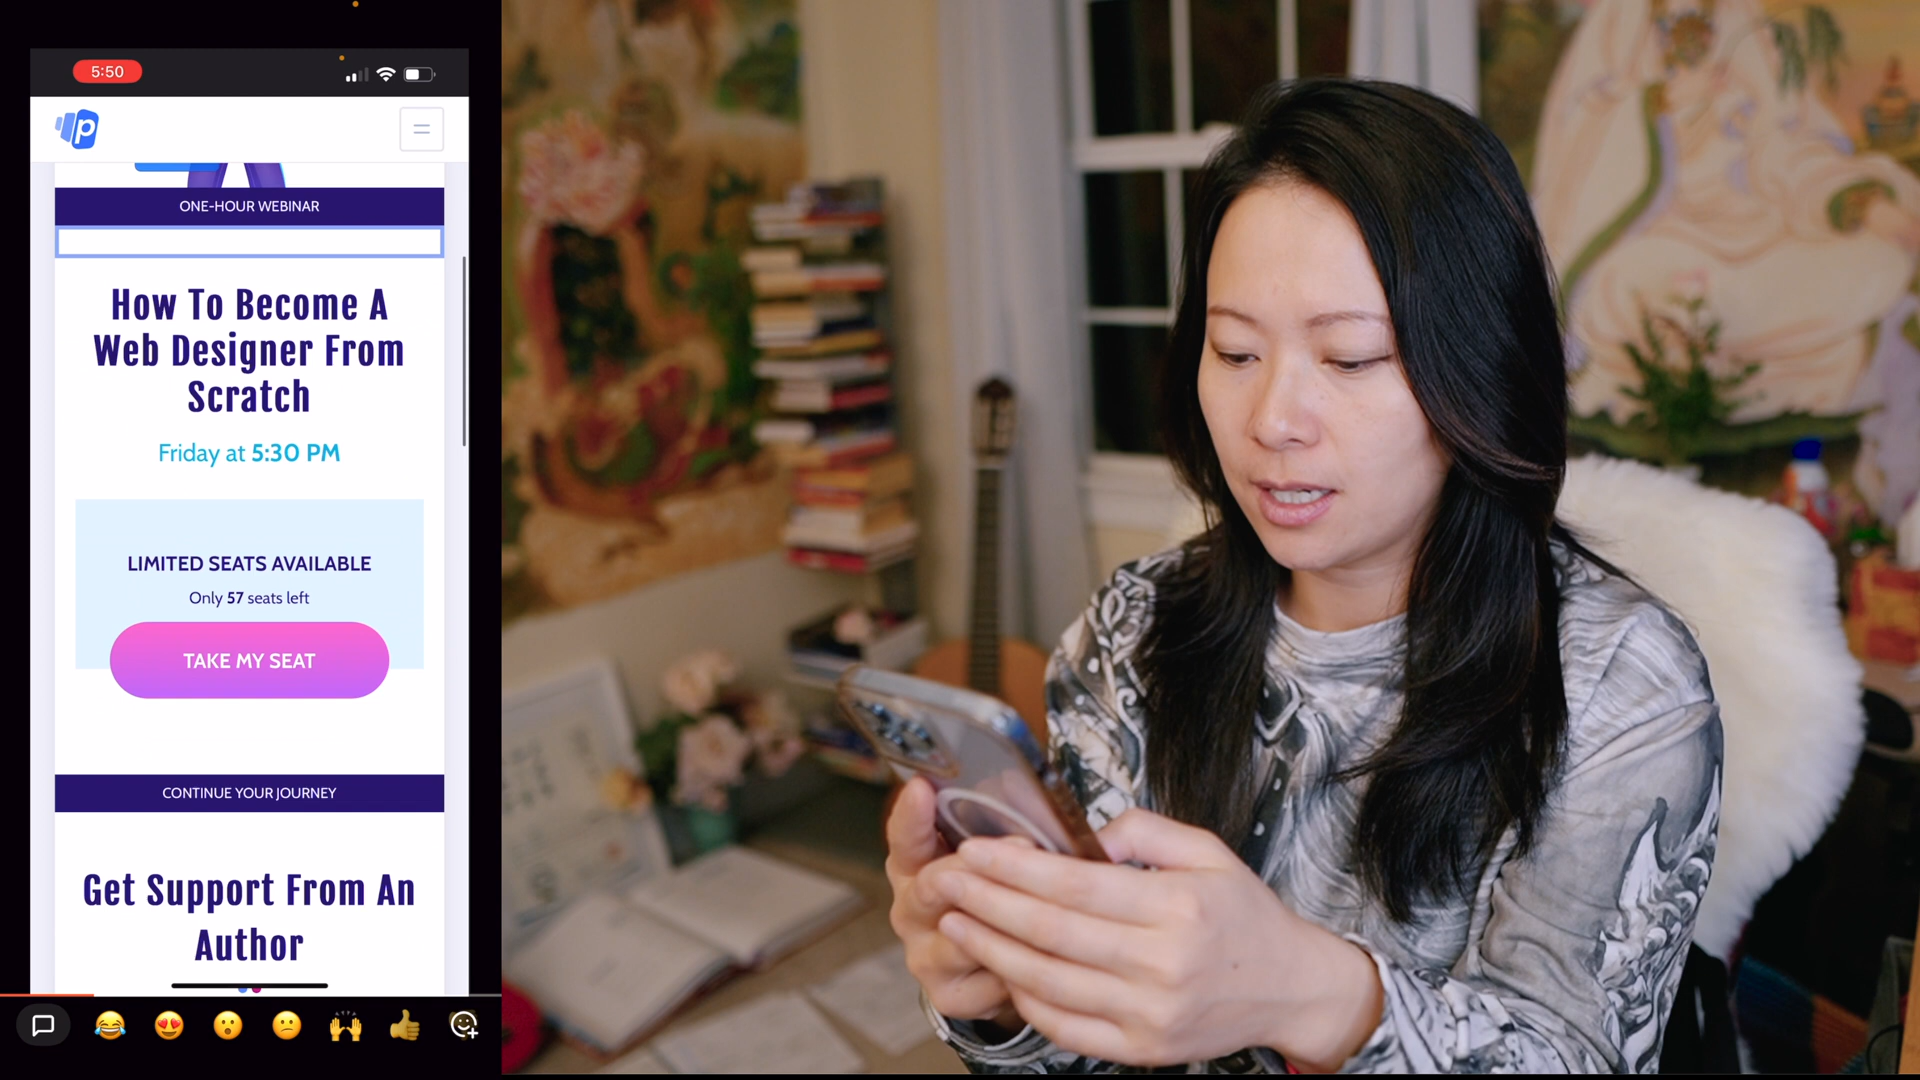 5:50
p
ONE-HOUR WEBINAR
How To Become A
Web Designer From
Scratch
Friday at 5:30 PM
LIMITED SEATS AVAILABLE
Only 57 seats left
TAKE MY SEAT
CONTINUE YOUR JOURNEY
Get Support From An
Author